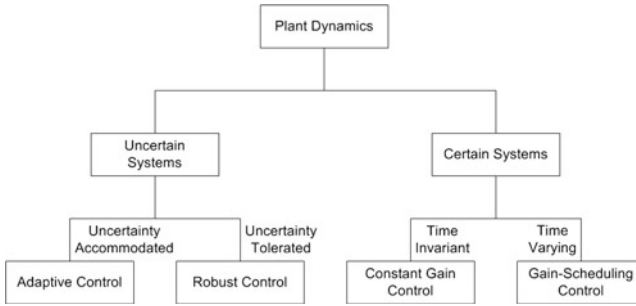 Plant Dynamics
Uncertain
Systems
Certain Systems
Uncertainty
Accommodated
Uncertainty
Tolerated
Time
Invariant
Time
Varying
Adaptive Control
Robust Control
Constant Gain
Control
Gain-Scheduling
Control